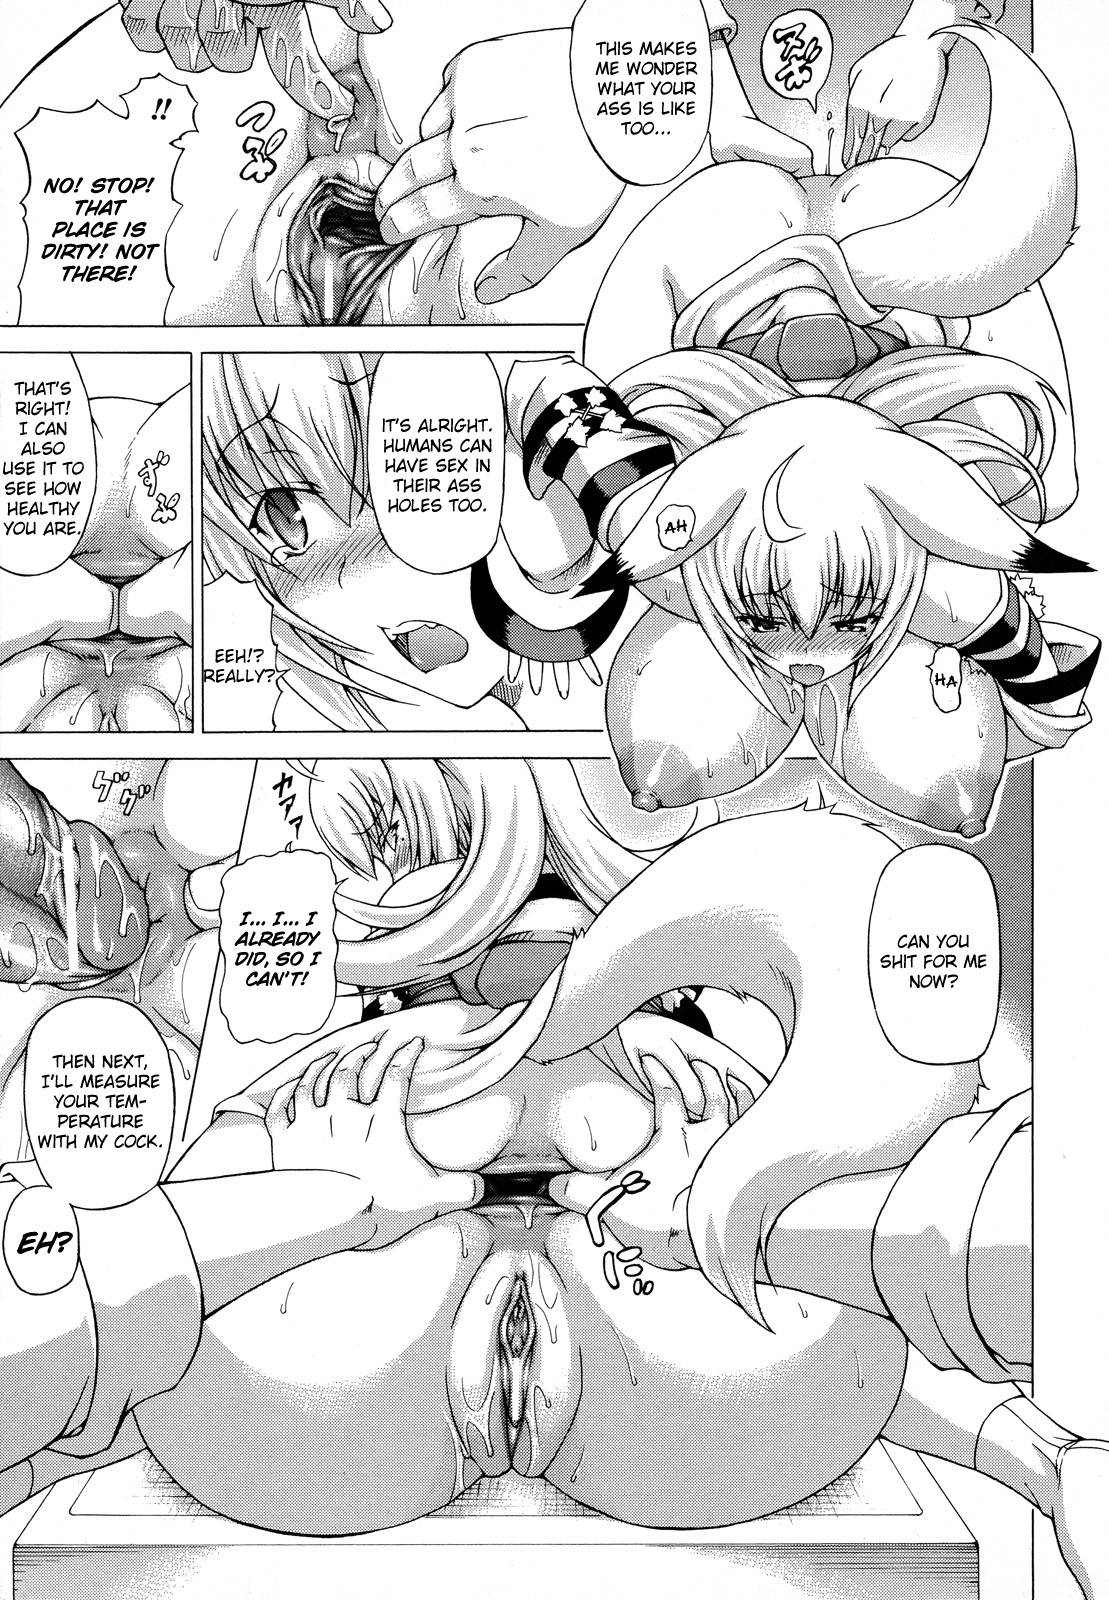 THIS MAKES
ME WONDER
WHAT YOUR
ASS IS LIKE
TOO...
!!
NO! STOP!
THAT
PLACE IS
DIRTY! NOT
THERE!
AH
HA
IT'S ALRIGHT.
HUMANS CAN
HAVE SEX IN
THEIR ASS
HOLES TOO.
EEH!?
REALLY?
THAT'S
RIGHT!
I CAN
ALSO
USE IT TO
SEE HOW
HEALTHY
YOU ARE.
CAN YOU
SHIT FOR ME
NOW?
I... I... I
ALREADY
DID, SO I
CAN'T!
THEN NEXT,
I'LL MEASURE
YOUR TEM-
PERATURE
WITH MY COCK.
EH?